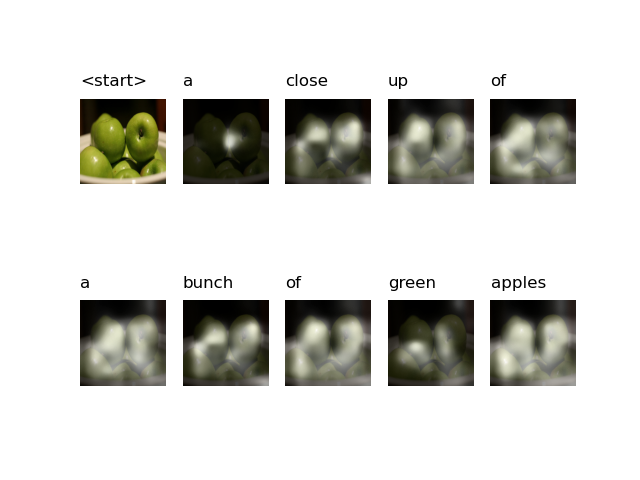 <start> a close up of
a bunch of green apples